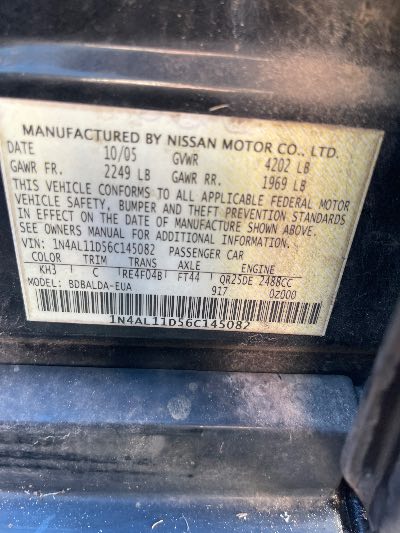 MANUFACTURED BY NISSAN MOTOR CO., LTD.
DATE 10/05 GVWR 4202 LB
GAWR FR. 2249 LB GAWR RR. 1969 LB
THIS VEHICLE CONFORMS TO ALL APPLICABLE FEDERAL MOTOR
VEHICLE SAFETY, BUMPER AND THEFT PREVENTION STANDARDS
IN EFFECT ON THE DATE OF MANUFACTURE SHOWN ABOVE.
SEE OWNERS MANUAL FOR ADDITIONAL INFORMATION.
VIN: 1N4AL11D56C145082 PASSENGER CAR
COLOR TRIM TRANS AXLE ENGINE
KH3 C RE4F04B FT44 QR25DE 2488CC
MODEL: BDBALDA-EUA 917 0Z000
1N4AL11D56C145082